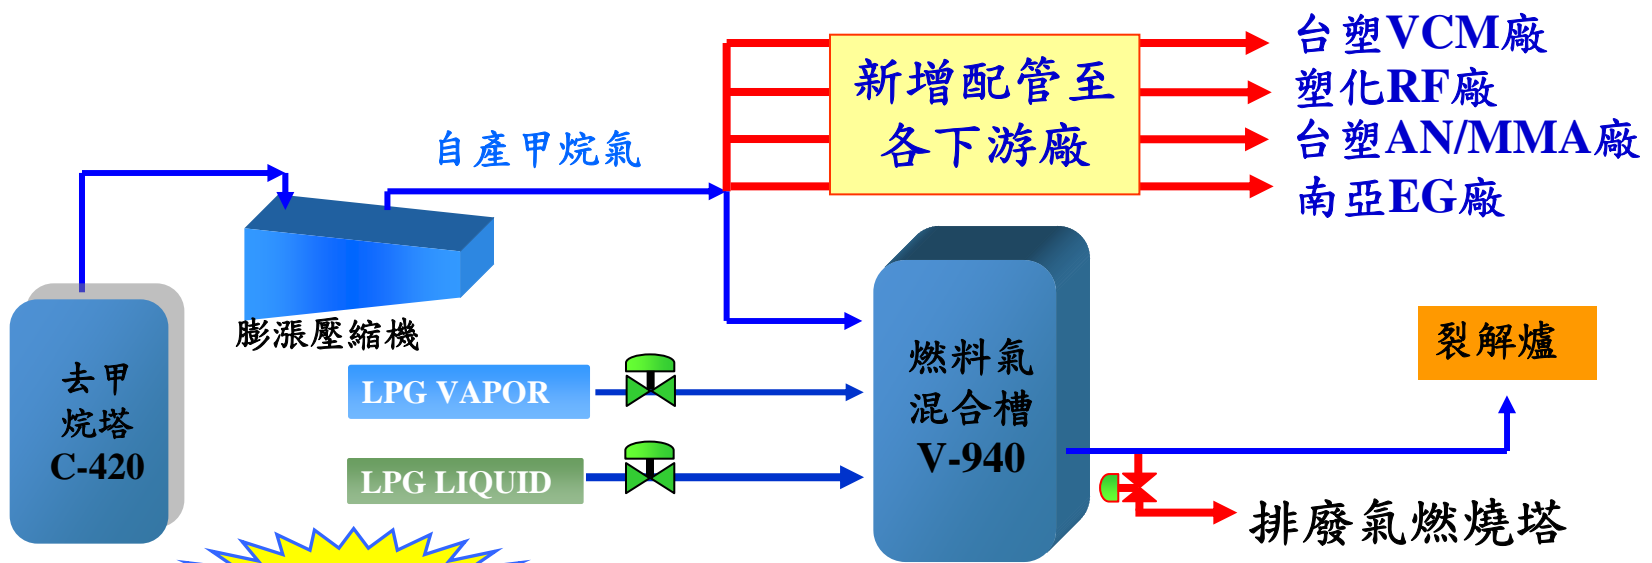 台塑VCM廠
塑化RF廠
台塑AN/MMA廠
南亞EG廠
新增配管至
各下游廠
自產甲烷氣
膨漲壓縮機
去甲
烷塔
C-420
LPG VAPOR
LPG LIQUID
燃料氣
混合槽
V-940
裂解爐
排廢氣燃燒塔